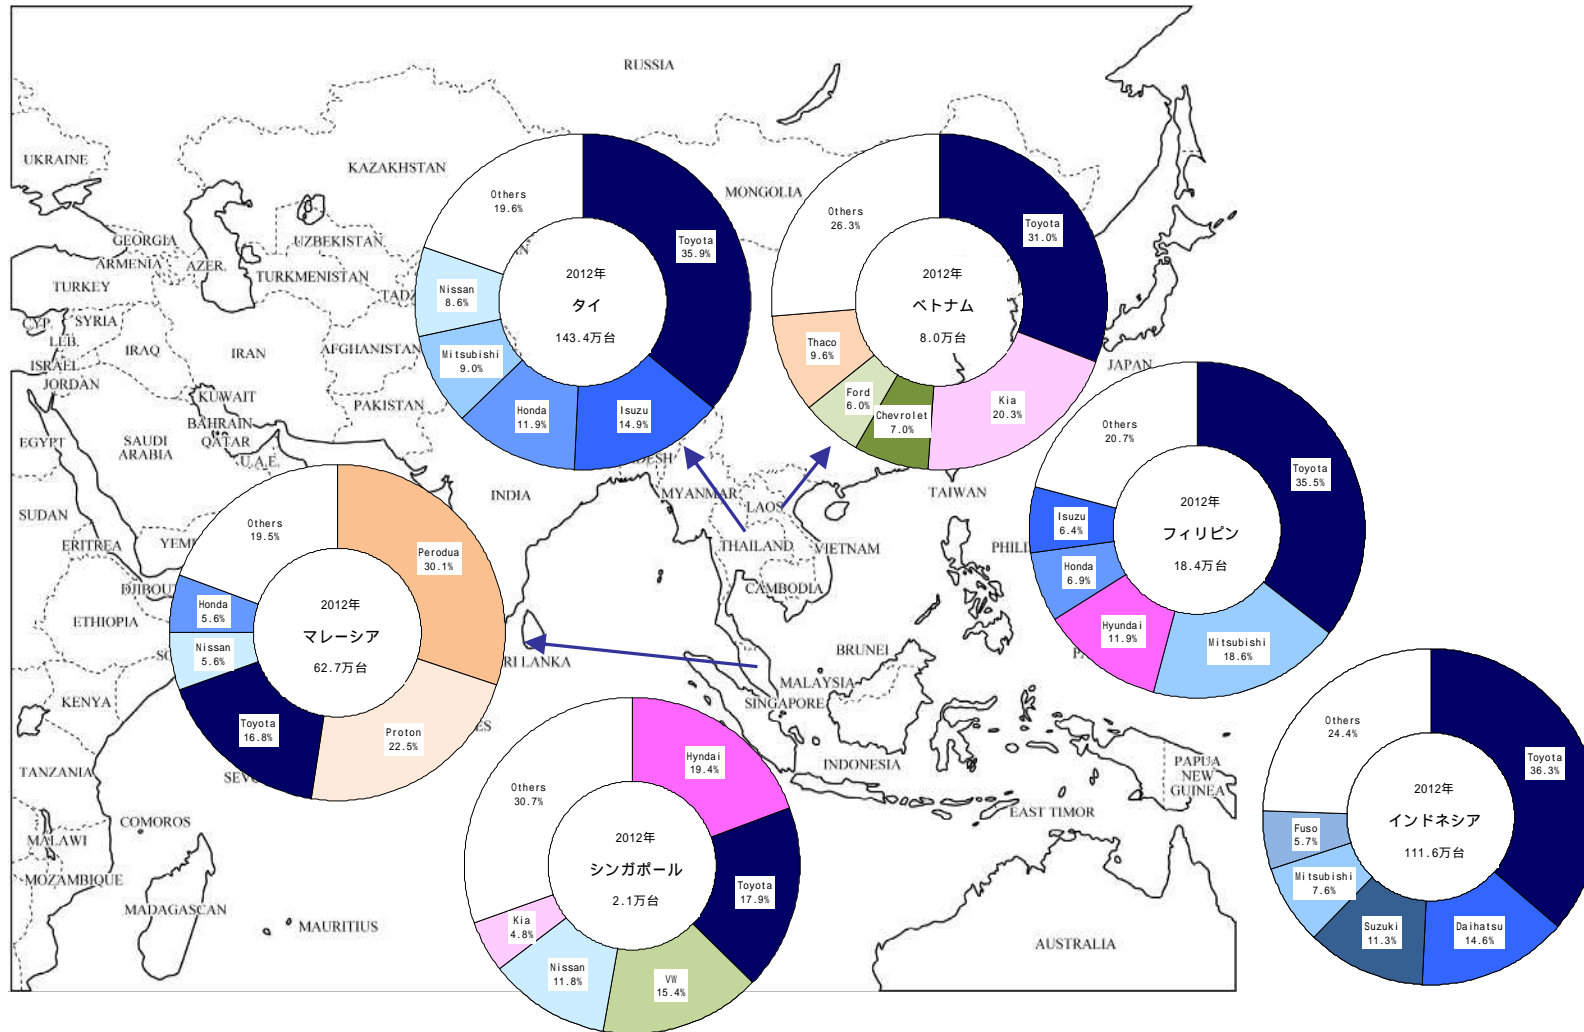 RUSSIA
UKRAINE
KAZAKHSTAN
MONGOLIA
GEORGIA
ARMENIA
AZER.
UZBEKISTAN
TURKMENISTAN
TURKEY
CYP.
SYRIA
LEB.
IRAQ
IRAN
AFGHANISTAN
ISRAEL
JORDAN
KUWAIT
PAKISTAN
BAHRAIN
QATAR
EGYPT
SAUDI
ARABIA
U.A.E.
INDIA
MYANMAR
LAOS
TAIWAN
JAPAN
SUDAN
ERITREA
THAILAND
VIETNAM
CAMBODIA
ETHIOPIA
BRUNEI
MALAYSIA
SINGAPORE
KENYA
INDONESIA
PAPUA
NEW
GUINEA
TANZANIA
EAST TIMOR
COMOROS
MALAWI
MOZAMBIQUE
MADAGASCAN
MAURITIUS
AUSTRALIA
2012年
タイ
143.4万台
Toyota
35.9%
Isuzu
14.9%
Honda
11.9%
Mitsubishi
9.0%
Nissan
8.6%
Others
19.6%
2012年
ベトナム
8.0万台
Toyota
31.0%
Kia
20.3%
Chevrolet
7.0%
Ford
6.0%
Thaco
9.6%
Others
26.3%
2012年
フィリピン
18.4万台
Toyota
35.5%
Mitsubishi
18.6%
Hyundai
11.9%
Honda
6.9%
Isuzu
6.4%
Others
20.7%
2012年
マレーシア
62.7万台
Perodua
30.1%
Proton
22.5%
Toyota
16.8%
Nissan
5.6%
Honda
5.6%
Others
19.5%
2012年
シンガポール
2.1万台
Hyndai
19.4%
Toyota
17.9%
VW
15.4%
Nissan
11.8%
Kia
4.8%
Others
30.7%
2012年
インドネシア
111.6万台
Toyota
36.3%
Daihatsu
14.6%
Suzuki
11.3%
Mitsubishi
7.6%
Fuso
5.7%
Others
24.4%